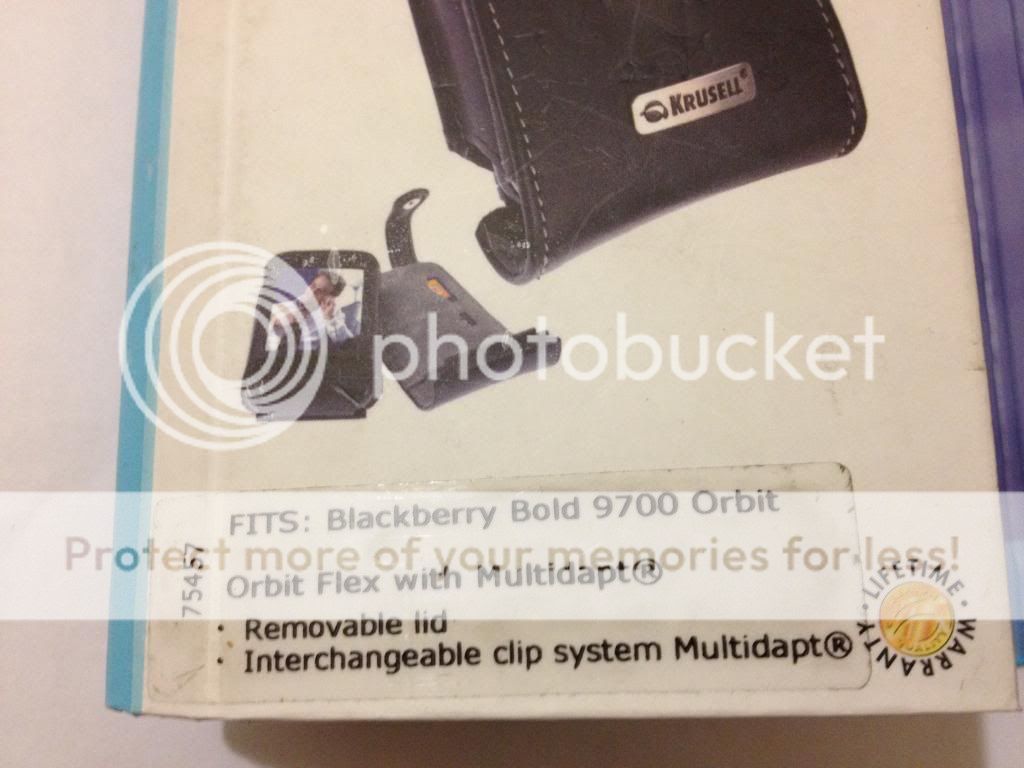 KRUSELL®
photobucket
FITS: Blackberry Bold 9700 Orbit
Protect more of your memories for less!
75457
Orbit Flex with Multidapt®
· Removable lid
· Interchangeable clip system Multidapt®
· LIFETIME · WARRANTY